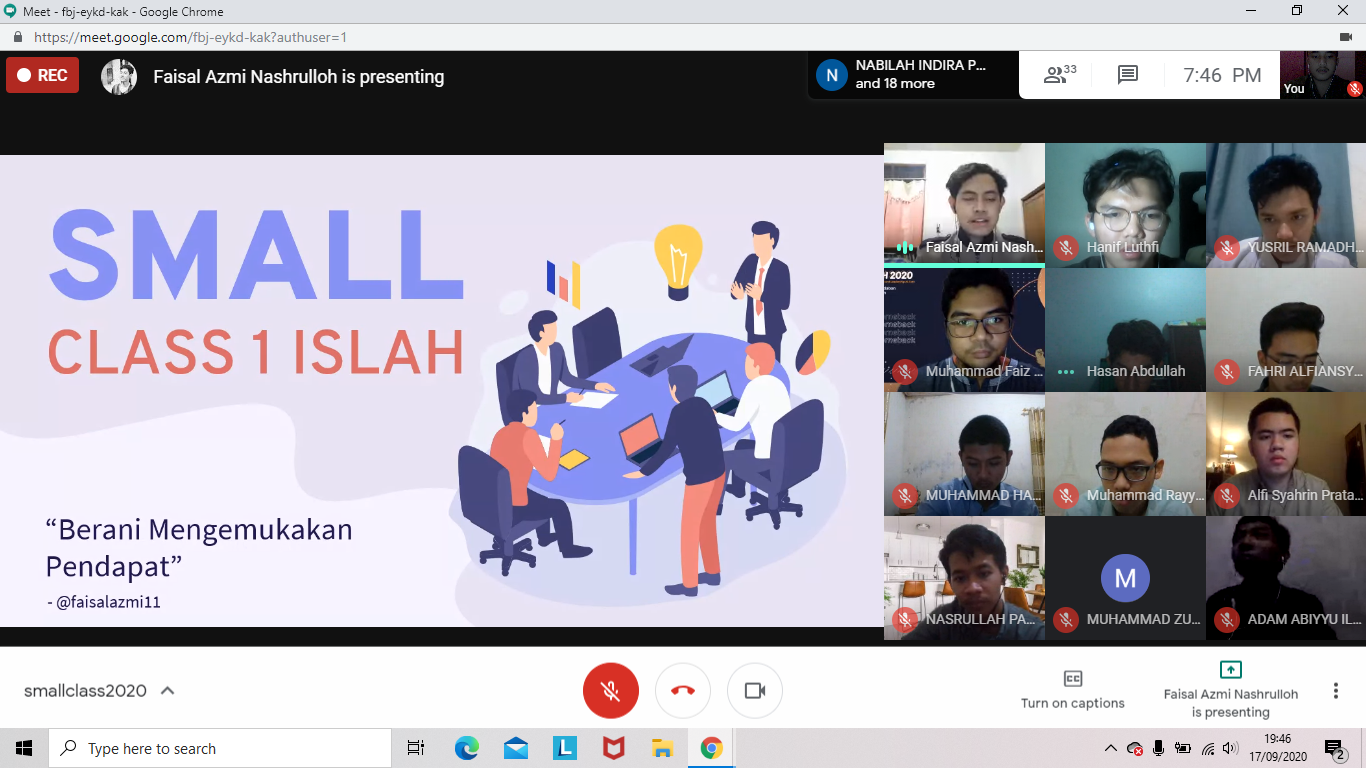 Meet - fbj-eykd-kak - Google Chrome
https://meet.google.com/fbj-eykd-kak?authuser=1
REC
Faisal Azmi Nashrulloh is presenting
N
NABILAH INDIRA P...
and 18 more
33
7:46 PM
You
SMALL
CLASS 1 ISLAH
“Berani Mengemukakan
Pendapat”
- @faisalazmi11
Faisal Azmi Nash...
Hanif Luthfi
YUSRIL RAMADH...
H 2020
Muhammad Faiz ...
Hasan Abdullah
FAHRI ALFIANSY...
MUHAMMAD HA...
Muhammad Rayy...
Alfi Syahrin Prata...
NASRULLAH PA...
M
MUHAMMAD ZU...
ADAM ABIYYU IL...
smallclass2020
CC
Turn on captions
Faisal Azmi Nashrulloh
is presenting
Type here to search
L
19:46
17/09/2020
2